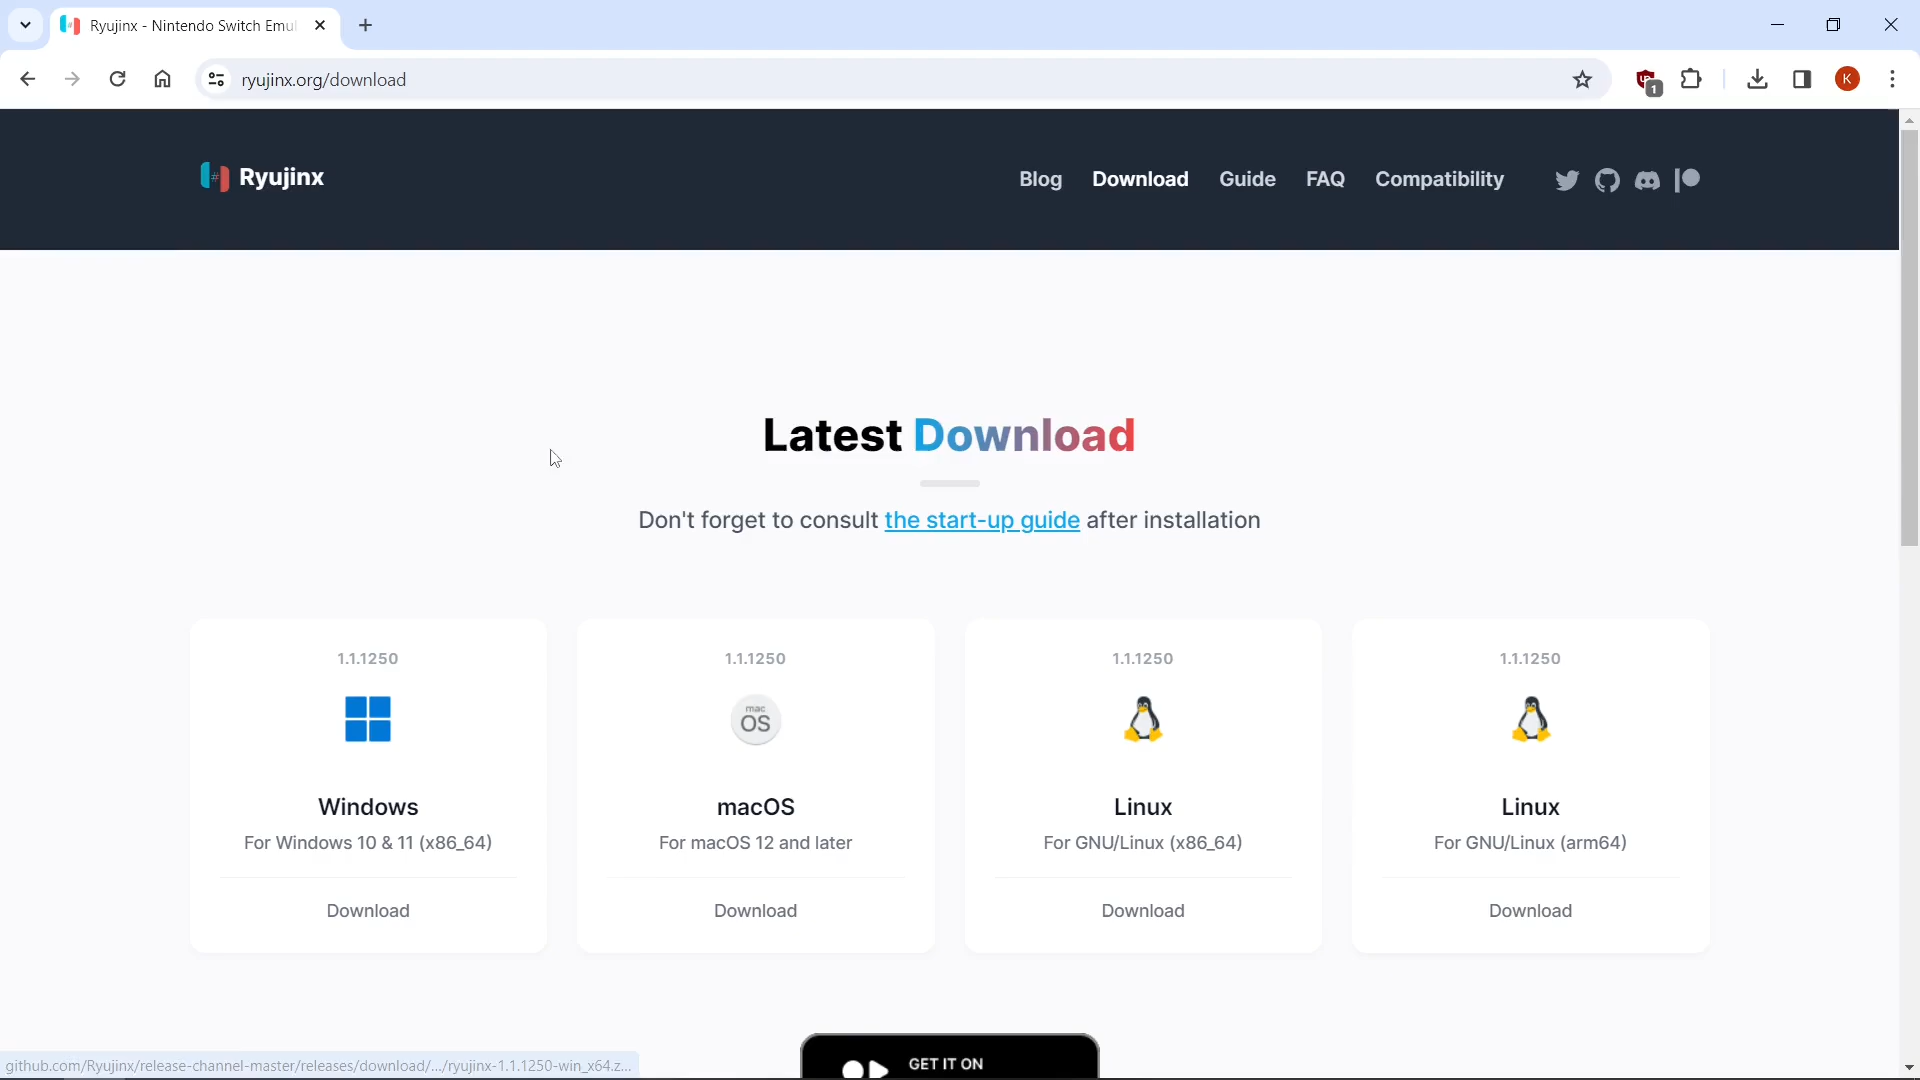 Ryujinx - Nintendo Switch Emul
ryujinx.org/download
1
K
Ryujinx
Blog
Download
Guide
FAQ
Compatibility
Latest Download
Don't forget to consult the start-up guide after installation
1.1.1250
1.1.1250
1.1.1250
1.1.1250
mac
OS
Windows
macOS
Linux
Linux
For Windows 10 & 11 (x86_64)
For macOS 12 and later
For GNU/Linux (x86_64)
For GNU/Linux (arm64)
Download
Download
Download
Download
GET IT ON
github.com/Ryujinx/release-channel-master/releases/download/.../ryujinx-1.1.1250-win_x64.z...